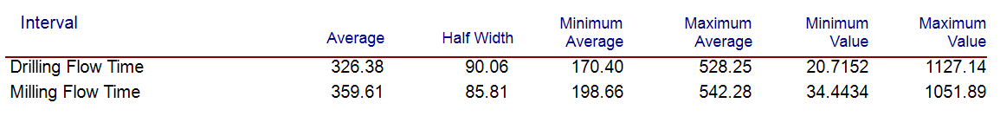 Interval Average Half Width Minimum Average Maximum Average Minimum Value Maximum Value
Drilling Flow Time 326.38 90.06 170.40 528.25 20.7152 1127.14
Milling Flow Time 359.61 85.81 198.66 542.28 34.4434 1051.89